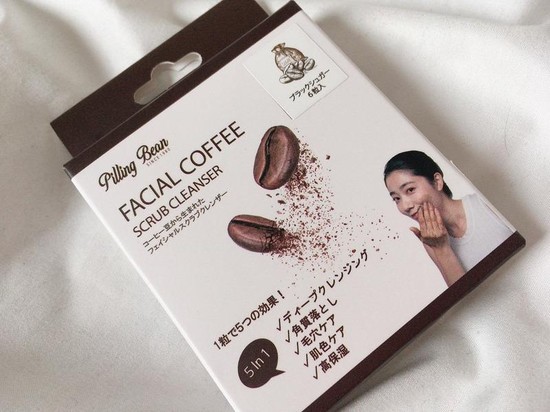 ブラックシュガー
6粒入
Pilling Bean
SINCE 1989
FACIAL COFFEE
SCRUB CLEANSER
コーヒー豆から生まれた
フェイシャルスクラブクレンザー
1粒で5つの効果！
5 in 1
✓ディープクレンジング
✓角質落とし
✓毛穴ケア
✓肌色ケア
✓高保湿